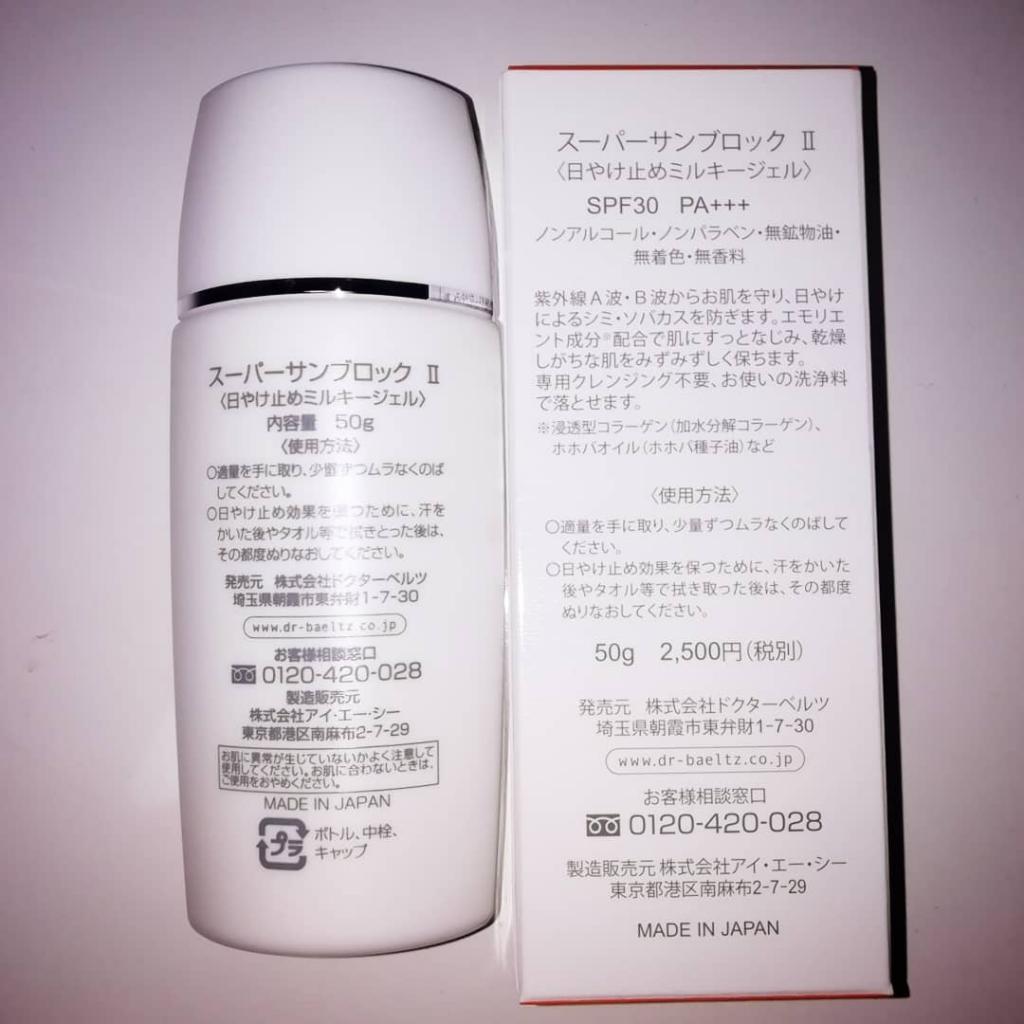 スーパーサンブロック Ⅱ
〈日やけ止めミルキージェル〉
内容量 50g
〈使用方法〉
○適量を手に取り、少量ずつムラなくのば
してください。
○日やけ止め効果を保つために、汗を
かいた後やタオル等で拭きとった後は、
その都度ぬりなおしてください。
発売元 株式会社ドクターベルツ
埼玉県朝霞市東弁財1-7-30
www.dr-baeltz.co.jp
お客様相談窓口
0120-420-028
製造販売元
株式会社アイ・エー・シー
東京都港区南麻布2-7-29
お肌に異常が生じていないかよく注意して
使用してください。お肌に合わないときは、
ご使用をおやめください。
MADE IN JAPAN
プラ
ボトル、中栓、
キャップ
スーパーサンブロック Ⅱ
〈日やけ止めミルキージェル〉
SPF30 PA+++
ノンアルコール・ノンパラベン・無鉱物油・
無着色・無香料
紫外線A波・B波からお肌を守り、日やけ
によるシミ・ソバカスを防ぎます。エモリエ
ント成分※配合で肌にすっとなじみ、乾燥
しがちな肌をみずみずしく保ちます。
専用クレンジング不要、お使いの洗浄料
で落とせます。
※浸透型コラーゲン（加水分解コラーゲン）、
ホホバオイル（ホホバ種子油）など
〈使用方法〉
○適量を手に取り、少量ずつムラなくのばして
ください。
○日やけ止め効果を保つために、汗をかいた
後やタオル等で拭き取った後は、その都度
ぬりなおしてください。
50g 2,500円（税別）
発売元 株式会社ドクターベルツ
埼玉県朝霞市東弁財1-7-30
www.dr-baeltz.co.jp
お客様相談窓口
0120-420-028
製造販売元 株式会社アイ・エー・シー
東京都港区南麻布2-7-29
MADE IN JAPAN